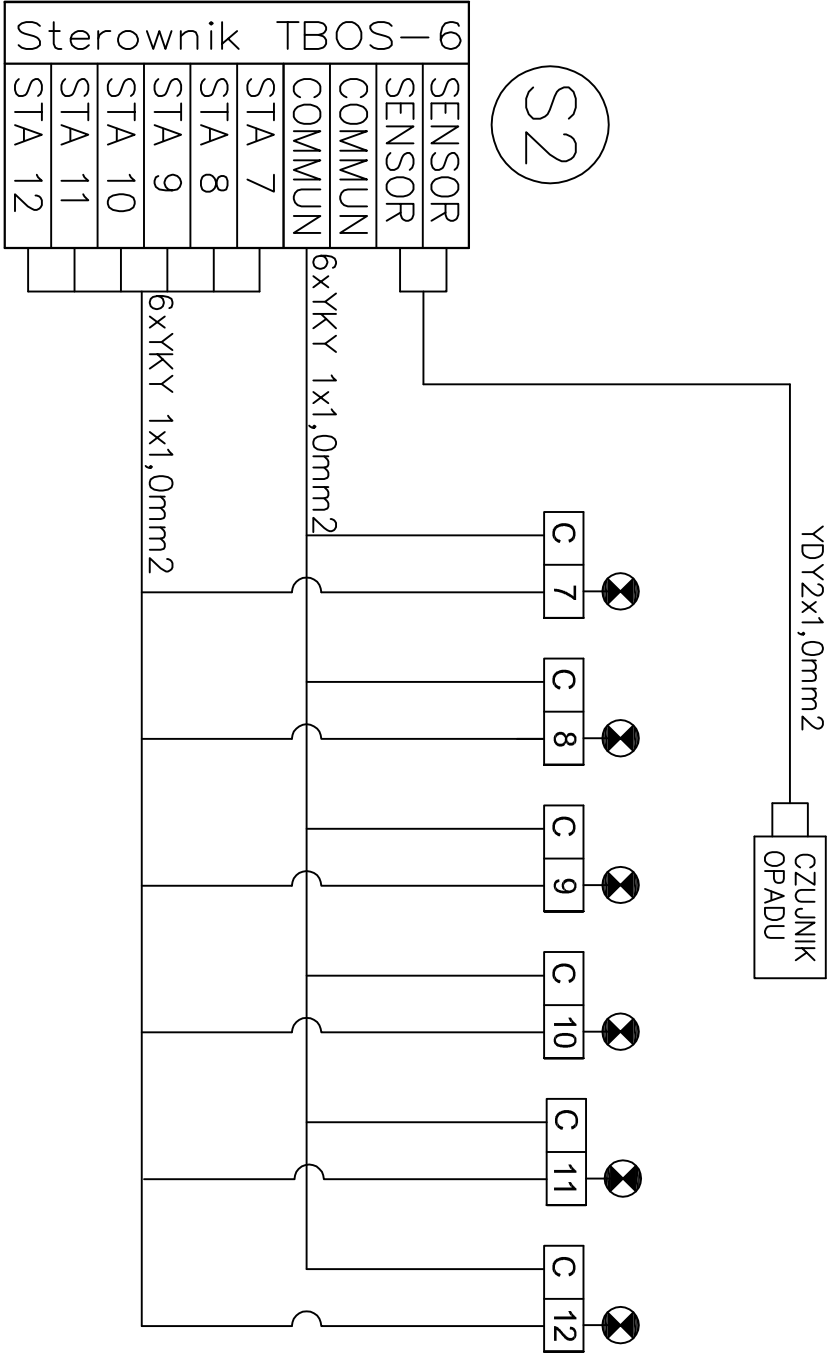 Sterownik TBOS-6
SENSOR
SENSOR
COMMUN
COMMUN
STA 7
STA 8
STA 9
STA 10
STA 11
STA 12
S2
6xYKY 1x1,0mm2
6xYKY 1x1,0mm2
YDY2x1,0mm2
CZUJNIK
OPADU
C
7
C
8
C
9
C
10
C
11
C
12